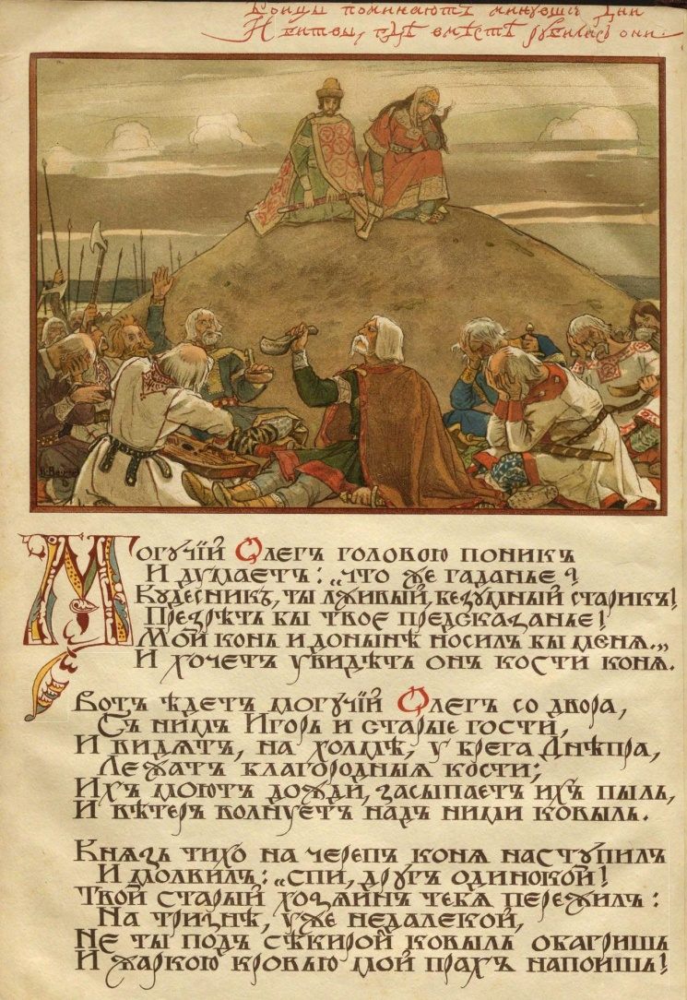 Бойцы поминаютъ минувшіе дни
И битвы, гдѣ вмѣстѣ рубились они.
Могучій Олегъ головою поникъ
И думаетъ: „что же гаданье?
Кудесникъ, ты лживый, безумный старикъ!
Презрѣть бы твое предсказанье!
Мой конь и донынѣ носилъ бы меня.„
И хочетъ увидѣть онъ кости коня.
Вотъ ѣдетъ могучій Олегъ со двора,
Съ нимъ Игорь и старые гости,
И видятъ, на холмѣ, у брега Днѣпра,
Лежатъ благородныя кости;
Ихъ моютъ дожди, засыпаетъ ихъ пыль,
И вѣтеръ волнуетъ надъ ними ковыль.
Князь тихо на черепъ коня наступилъ
И молвилъ: „спи, другъ одинокой!
Твой старый хозяинъ тебя пережилъ:
На тризнѣ, уже недалекой,
Не ты подъ сѣкирой ковыль обагришь
И жаркою кровью мой прахъ напоишь!